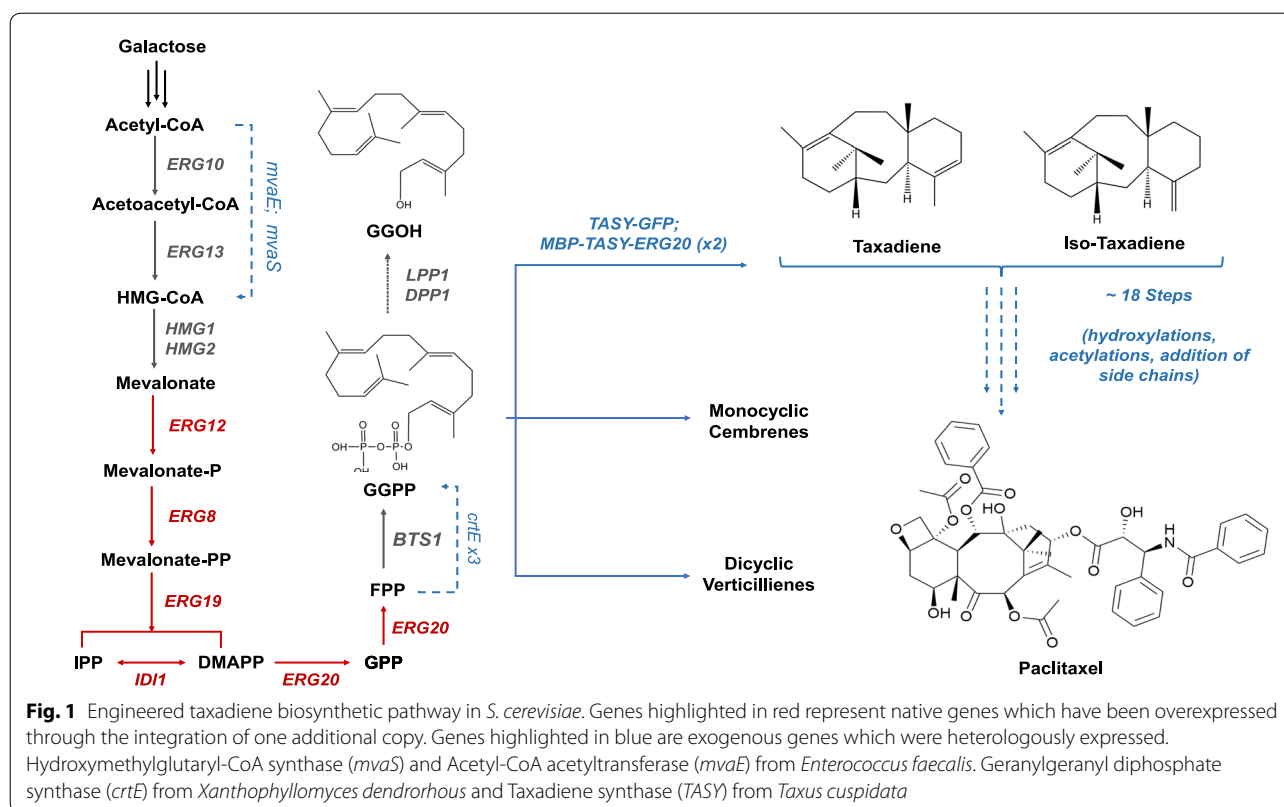 Galactose
Acetyl-CoA
ERG10
Acetoacetyl-CoA
ERG13
HMG-CoA
mvaE; mvaS
HMG1
HMG2
Mevalonate
ERG12
Mevalonate-P
ERG8
Mevalonate-PP
ERG19
IPP
IDI1
DMAPP
ERG20
GPP
ERG20
FPP
BTS1
crtE x3
GGPP
OH
P
O
O
P
O
O
OH
OH
OH
LPP1
DPP1
GGOH
OH
TASY-GFP;
MBP-TASY-ERG20 (x2)
Monocyclic
Cembrenes
Dicyclic
Verticillienes
H
H
Taxadiene
H
H
Iso-Taxadiene
~ 18 Steps
(hydroxylations,
acetylations, addition of
side chains)
O
O
O
O
O
HO
O
O
OH
N
H
O
O
OH
O
O
O
Paclitaxel
Fig. 1 Engineered taxadiene biosynthetic pathway in S. cerevisiae. Genes highlighted in red represent native genes which have been overexpressed
through the integration of one additional copy. Genes highlighted in blue are exogenous genes which were heterologously expressed.
Hydroxymethylglutaryl-CoA synthase (mvaS) and Acetyl-CoA acetyltransferase (mvaE) from Enterococcus faecalis. Geranylgeranyl diphosphate
synthase (crtE) from Xanthophyllomyces dendrorhous and Taxadiene synthase (TASY) from Taxus cuspidata